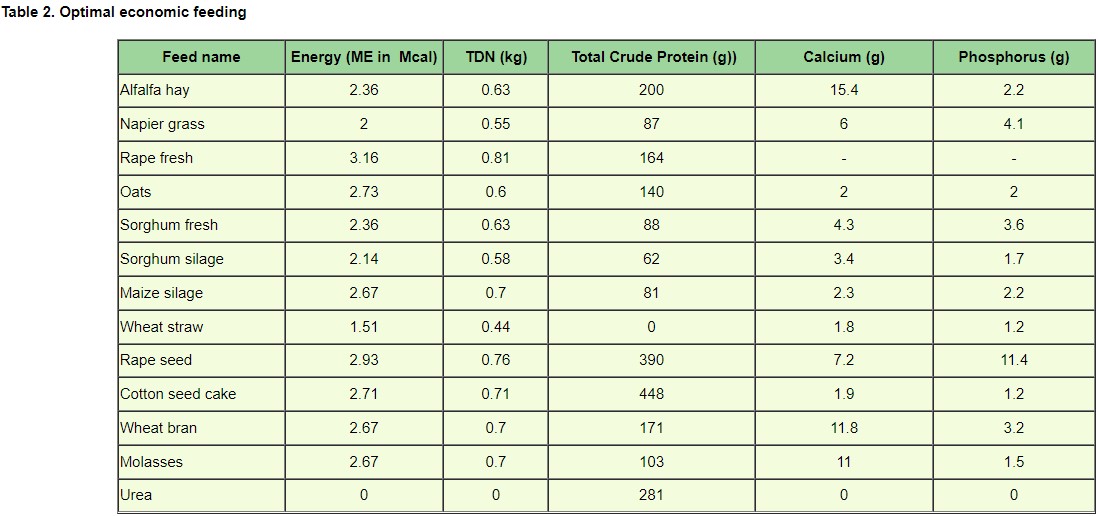 Table 2. Optimal economic feeding
Feed name Energy (ME in Mcal) TDN (kg) Total Crude Protein (g)) Calcium (g) Phosphorus (g)
Alfalfa hay 2.36 0.63 200 15.4 2.2
Napier grass 2 0.55 87 6 4.1
Rape fresh 3.16 0.81 164 - -
Oats 2.73 0.6 140 2 2
Sorghum fresh 2.36 0.63 88 4.3 3.6
Sorghum silage 2.14 0.58 62 3.4 1.7
Maize silage 2.67 0.7 81 2.3 2.2
Wheat straw 1.51 0.44 0 1.8 1.2
Rape seed 2.93 0.76 390 7.2 11.4
Cotton seed cake 2.71 0.71 448 1.9 1.2
Wheat bran 2.67 0.7 171 11.8 3.2
Molasses 2.67 0.7 103 11 1.5
Urea 0 0 281 0 0